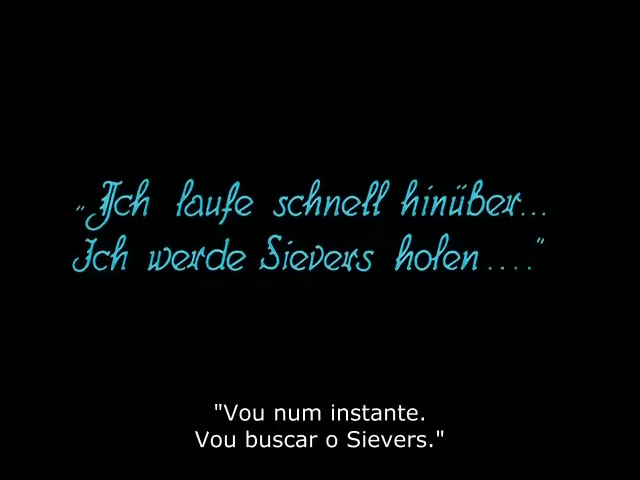 „Ich laufe schnell hinüber...
Ich werde Sievers holen ...."
"Vou num instante.
Vou buscar o Sievers."